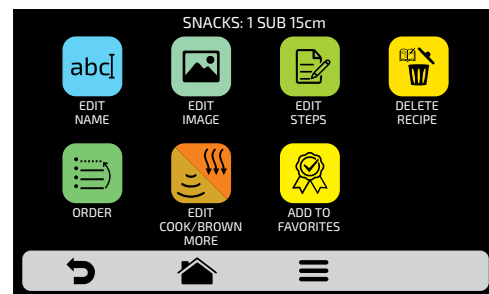 SNACKS: 1 SUB 15cm
abc
EDIT
NAME
EDIT
IMAGE
EDIT
STEPS
DELETE
RECIPE
ORDER
EDIT
COOK/BROWN
MORE
ADD TO
FAVORITES